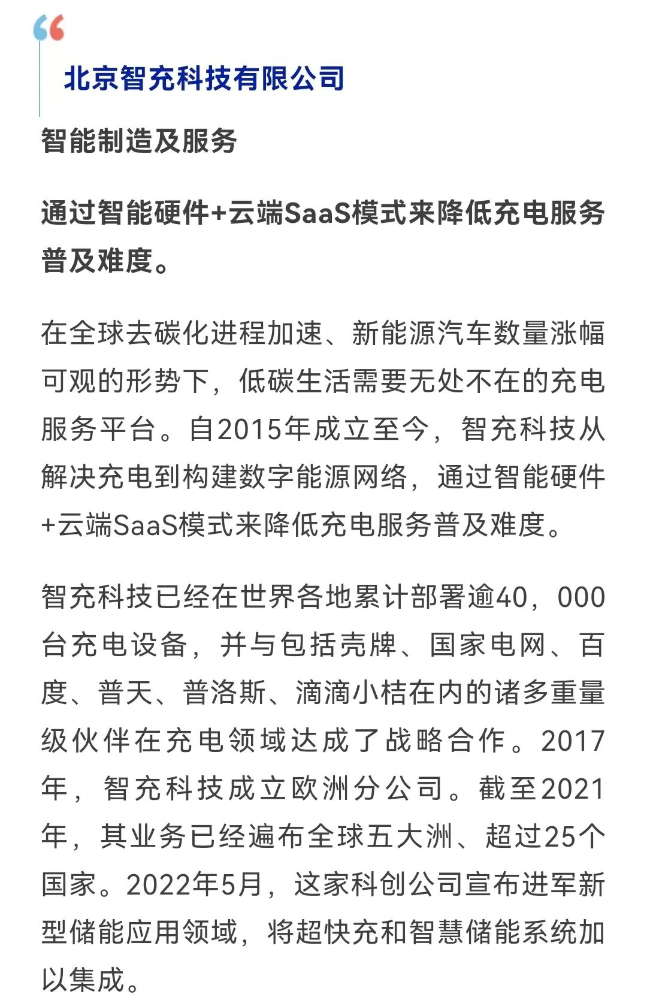 北京智充科技有限公司
智能制造及服务
通过智能硬件+云端SaaS模式来降低充电服务
普及难度。
在全球去碳化进程加速、新能源汽车数量涨幅
可观的形势下，低碳生活需要无处不在的充电
服务平台。自2015年成立至今，智充科技从
解决充电到构建数字能源网络，通过智能硬件
+云端SaaS模式来降低充电服务普及难度。
智充科技已经在世界各地累计部署逾40，000
台充电设备，并与包括壳牌、国家电网、百
度、普天、普洛斯、滴滴小桔在内的诸多重量
级伙伴在充电领域达成了战略合作。2017
年，智充科技成立欧洲分公司。截至2021
年，其业务已经遍布全球五大洲、超过25个
国家。2022年5月，这家科创公司宣布进军新
型储能应用领域，将超快充和智慧储能系统加
以集成。